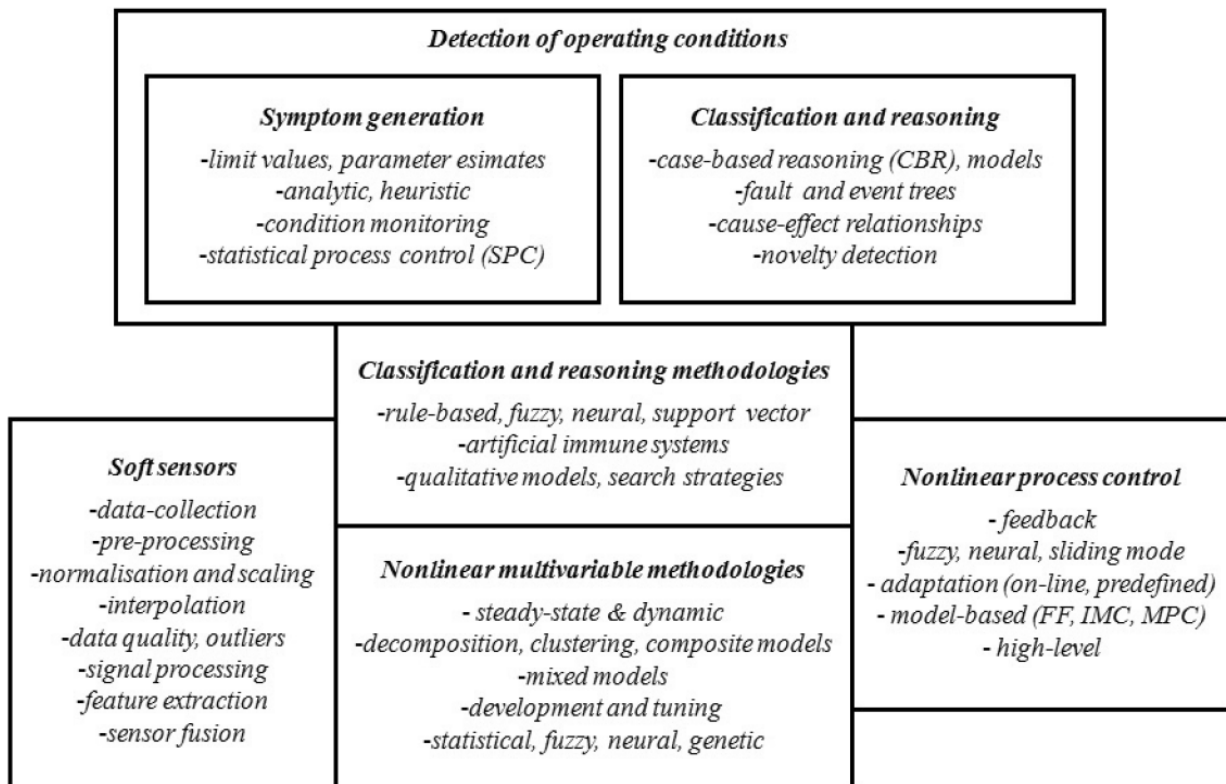 Detection of operating conditions
Symptom generation
-limit values, parameter esimates
-analytic, heuristic
-condition monitoring
-statistical process control (SPC)
Classification and reasoning
-case-based reasoning (CBR), models
-fault and event trees
-cause-effect relationships
-novelty detection
Classification and reasoning methodologies
-rule-based, fuzzy, neural, support vector
-artificial immune systems
-qualitative models, search strategies
Soft sensors
-data-collection
-pre-processing
-normalisation and scaling
-interpolation
-data quality, outliers
-signal processing
-feature extraction
-sensor fusion
Nonlinear multivariable methodologies
- steady-state & dynamic
-decomposition, clustering, composite models
-mixed models
-development and tuning
-statistical, fuzzy, neural, genetic
Nonlinear process control
- feedback
-fuzzy, neural, sliding mode
- adaptation (on-line, predefined)
- model-based (FF, IMC, MPC)
- high-level